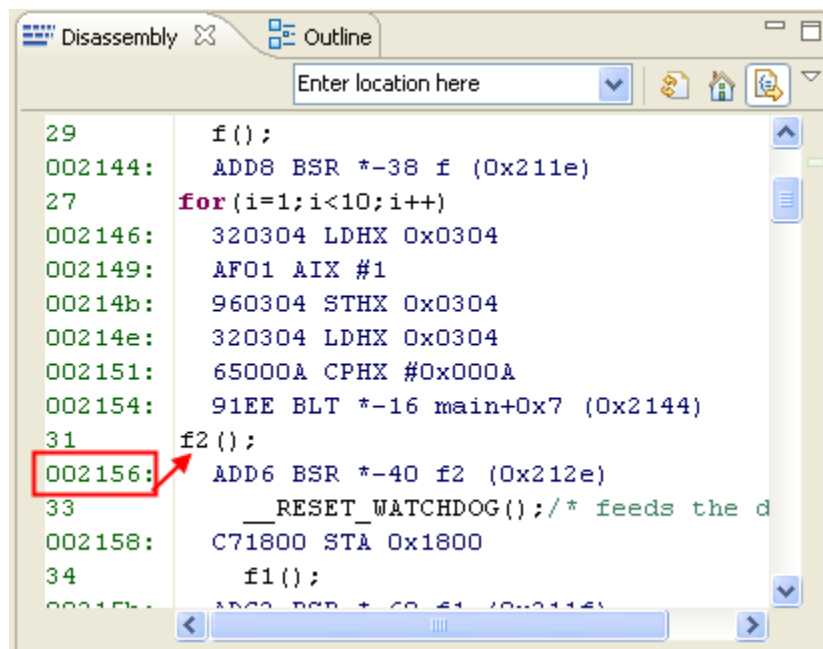 Disassembly Outline
Enter location here
29 f();
002144: ADD8 BSR *-38 f (0x211e)
27 for(i=1;i<10;i++)
002146: 320304 LDHX 0x0304
002149: AF01 AIX #1
00214b: 960304 STHX 0x0304
00214e: 320304 LDHX 0x0304
002151: 65000A CPHX #0x000A
002154: 91EE BLT *-16 main+0x7 (0x2144)
31 f2();
002156: ADD6 BSR *-40 f2 (0x212e)
33 __RESET_WATCHDOG();/* feeds the d
002158: C71800 STA 0x1800
34 f1();